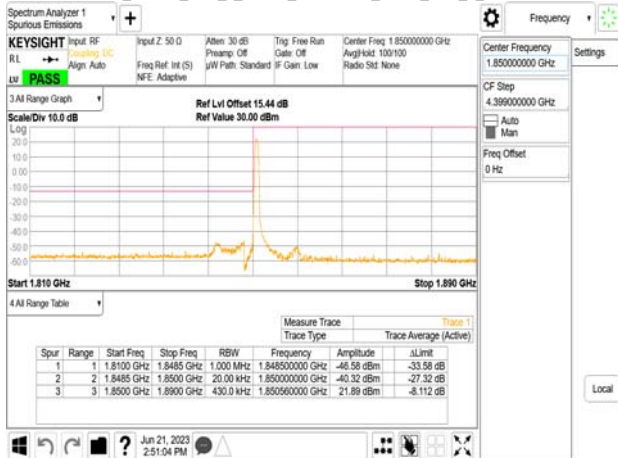 Spectrum Analyzer 1
Spurious Emissions
Frequency
KEYSIGHT Input: RF Input Z: 50 Ω Atten: 30 dB Trig: Free Run Center Freq: 1.850000000 GHz
RL Coupling: DC Preamp: Off Gate: Off Avg|Hold: 100/100
Align: Auto Freq Ref: Int (S) µW Path: Standard IF Gain: Low Radio Std: None
NFE: Adaptive
PASS
Center Frequency
1.850000000 GHz
Settings
CF Step
4.399000000 GHz
Auto
Man
Freq Offset
0 Hz
Local
3 All Range Graph
Ref Lvl Offset 15.44 dB
Scale/Div 10.0 dB Ref Value 30.00 dBm
Log
20.0
10.0
0.00
-10.0
-20.0
-30.0
-40.0
-50.0
-60.0
Start 1.810 GHz Stop 1.890 GHz
4 All Range Table
Measure Trace Trace 1
Trace Type Trace Average (Active)
Spur Range Start Freq Stop Freq RBW Frequency Amplitude ΔLimit
1 1 1.8100 GHz 1.8485 GHz 1.000 MHz 1.848500000 GHz -46.58 dBm -33.58 dB
2 2 1.8485 GHz 1.8500 GHz 20.00 kHz 1.850000000 GHz -40.32 dBm -27.32 dB
3 3 1.8500 GHz 1.8900 GHz 430.0 kHz 1.850560000 GHz 21.89 dBm -8.112 dB
Jun 21, 2023
2:51:04 PM